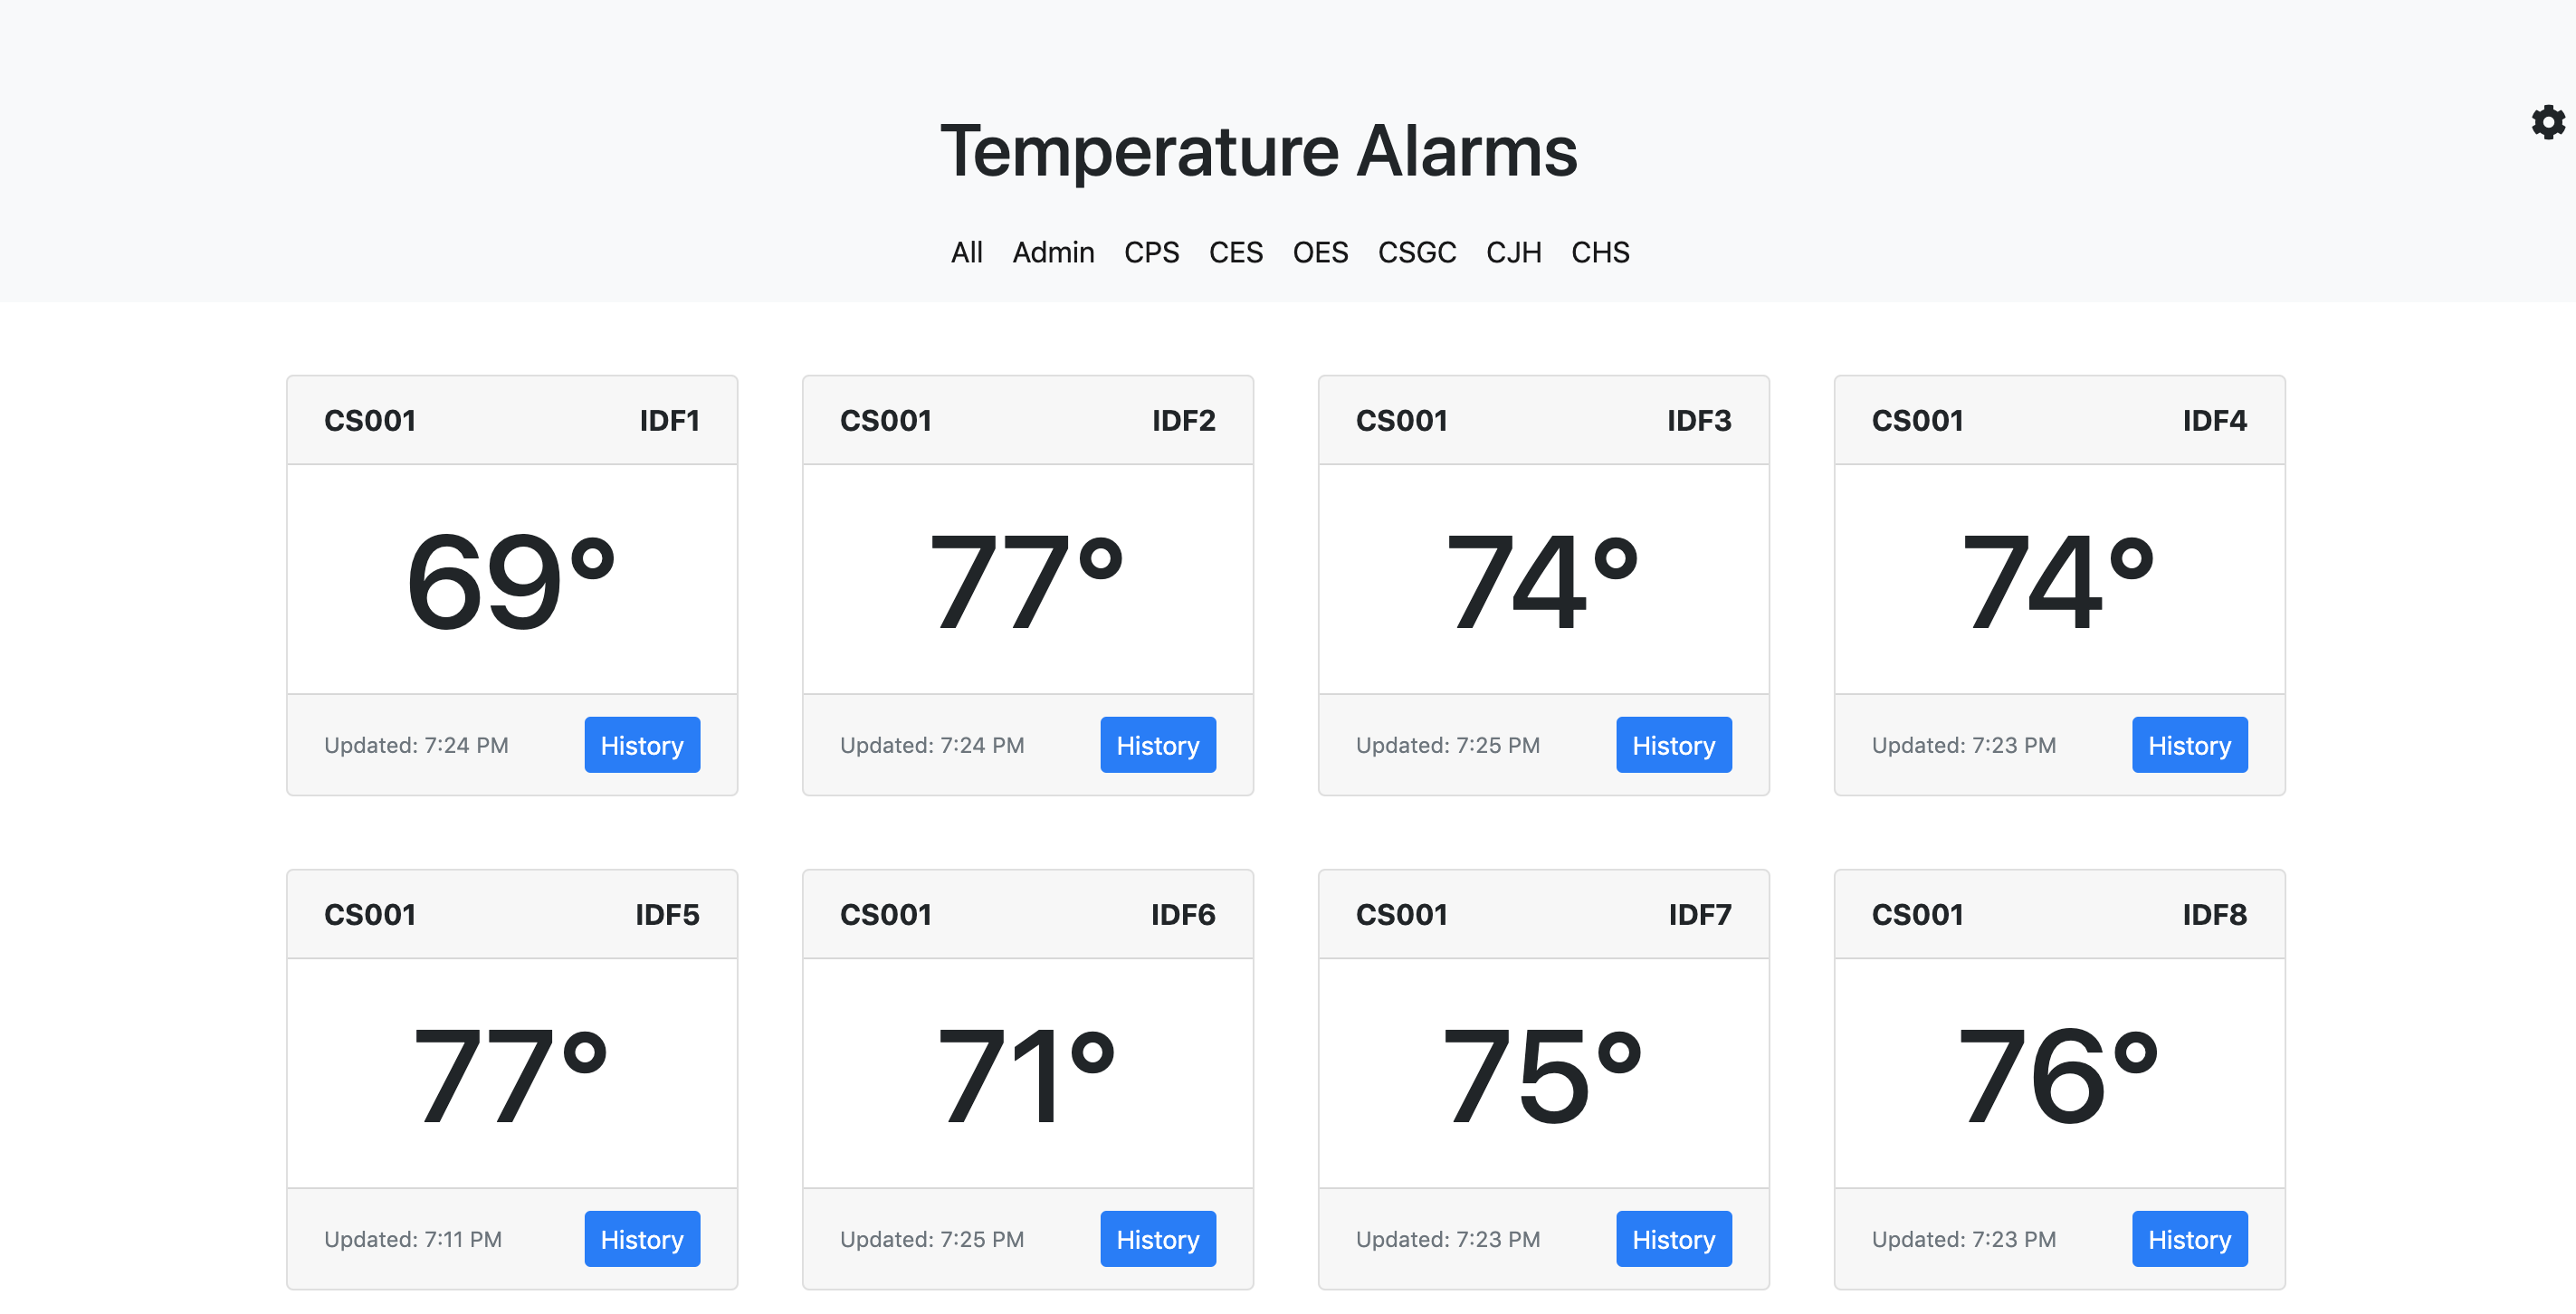 Temperature Alarms
All Admin CPS CES OES CSGC CJH CHS
CS001 IDF1
69°
Updated: 7:24 PM History
CS001 IDF2
77°
Updated: 7:24 PM History
CS001 IDF3
74°
Updated: 7:25 PM History
CS001 IDF4
74°
Updated: 7:23 PM History
CS001 IDF5
77°
Updated: 7:11 PM History
CS001 IDF6
71°
Updated: 7:25 PM History
CS001 IDF7
75°
Updated: 7:23 PM History
CS001 IDF8
76°
Updated: 7:23 PM History